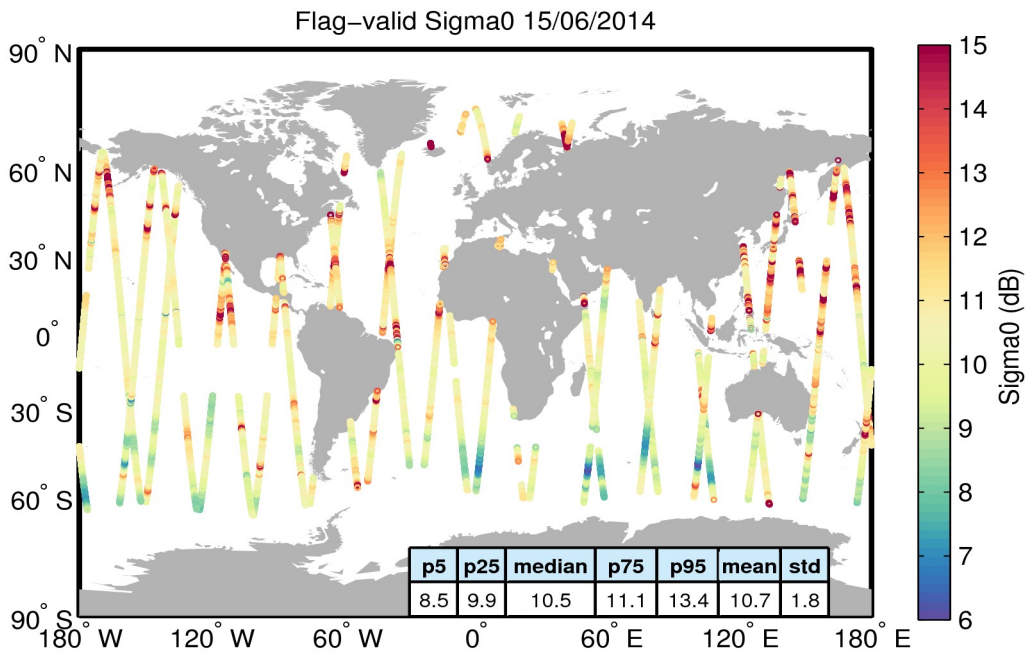 Flag−valid Sigma0 15/06/2014
90° N
60° N
30° N
0°
30° S
60° S
90° S
180° W
120° W
60° W
0°
60° E
120° E
180° E
p5 p25 median p75 p95 mean std
8.5 9.9 10.5 11.1 13.4 10.7 1.8
15
14
13
12
11
10
9
8
7
6
Sigma0 (dB)